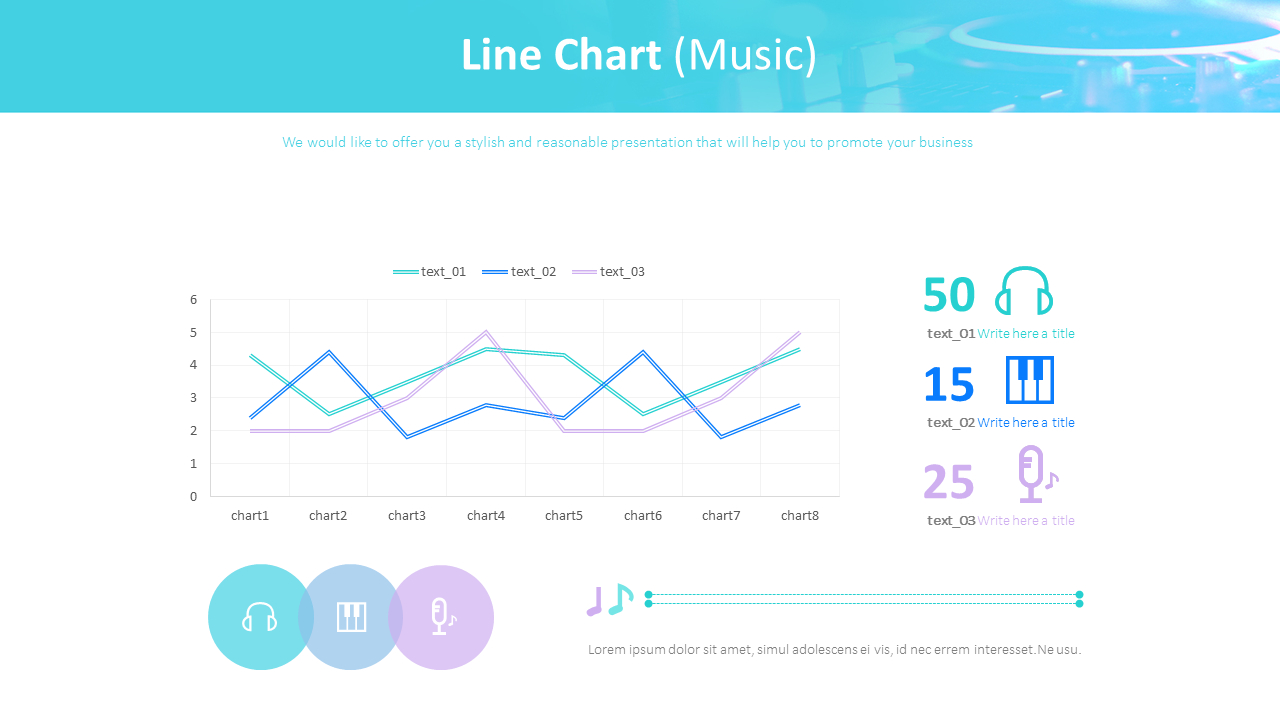 Line Chart (Music)
We would like to offer you a stylish and reasonable presentation that will help you to promote your business
text_01 text_02 text_03
6
5
4
3
2
1
0
chart1 chart2 chart3 chart4 chart5 chart6 chart7 chart8
50
text_01 Write here a title
15
text_02 Write here a title
25
text_03 Write here a title
Lorem ipsum dolor sit amet, simul adolescens ei vis, id nec errem interesset. Ne usu.